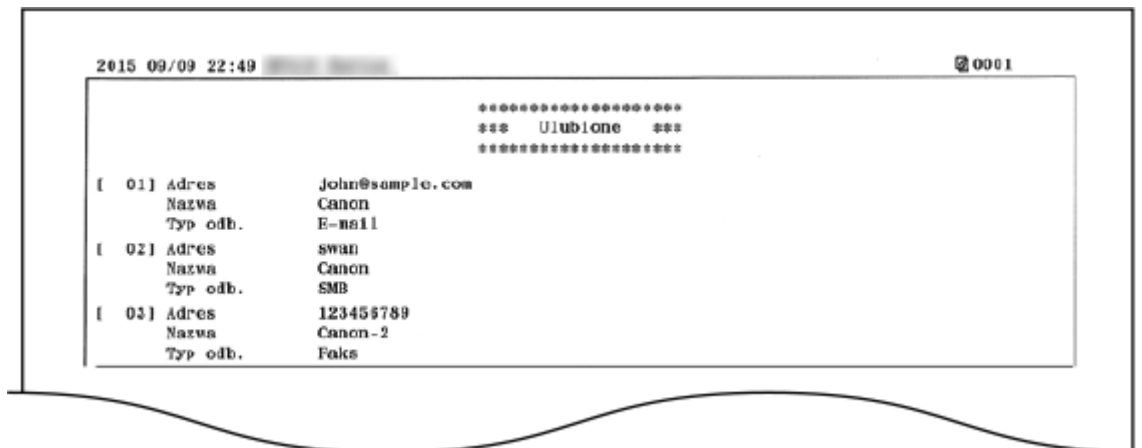 2015 09/09 22:49 0001
********************
*** Ulubione ***
********************
[ 01] Adres john@sample.com
Nazwa Canon
Typ odb. E-mail
[ 02] Adres swan
Nazwa Canon
Typ odb. SMB
[ 03] Adres 123456789
Nazwa Canon-2
Typ odb. Faks